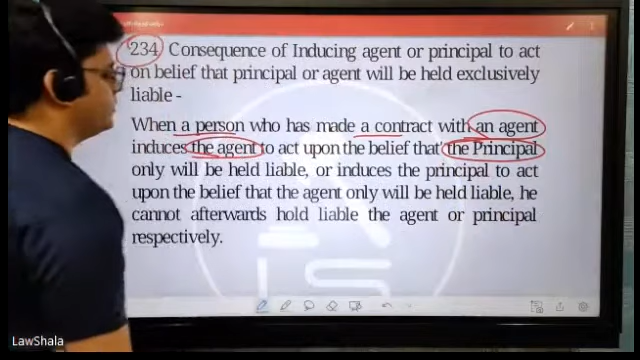 234 Consequence of Inducing agent or principal to act
on belief that principal or agent will be held exclusively
liable -
When a person who has made a contract with an agent
induces the agent to act upon the belief that the Principal
only will be held liable, or induces the principal to act
upon the belief that the agent only will be held liable, he
cannot afterwards hold liable the agent or principal
respectively.
LawShala